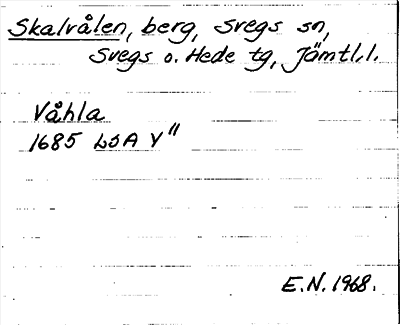 Skalvålen, berg, Svegs sn,
Svegs o. Hede tg, Jämtl.l.
Våhla
1685 LSA Y"
E.N. 1968.